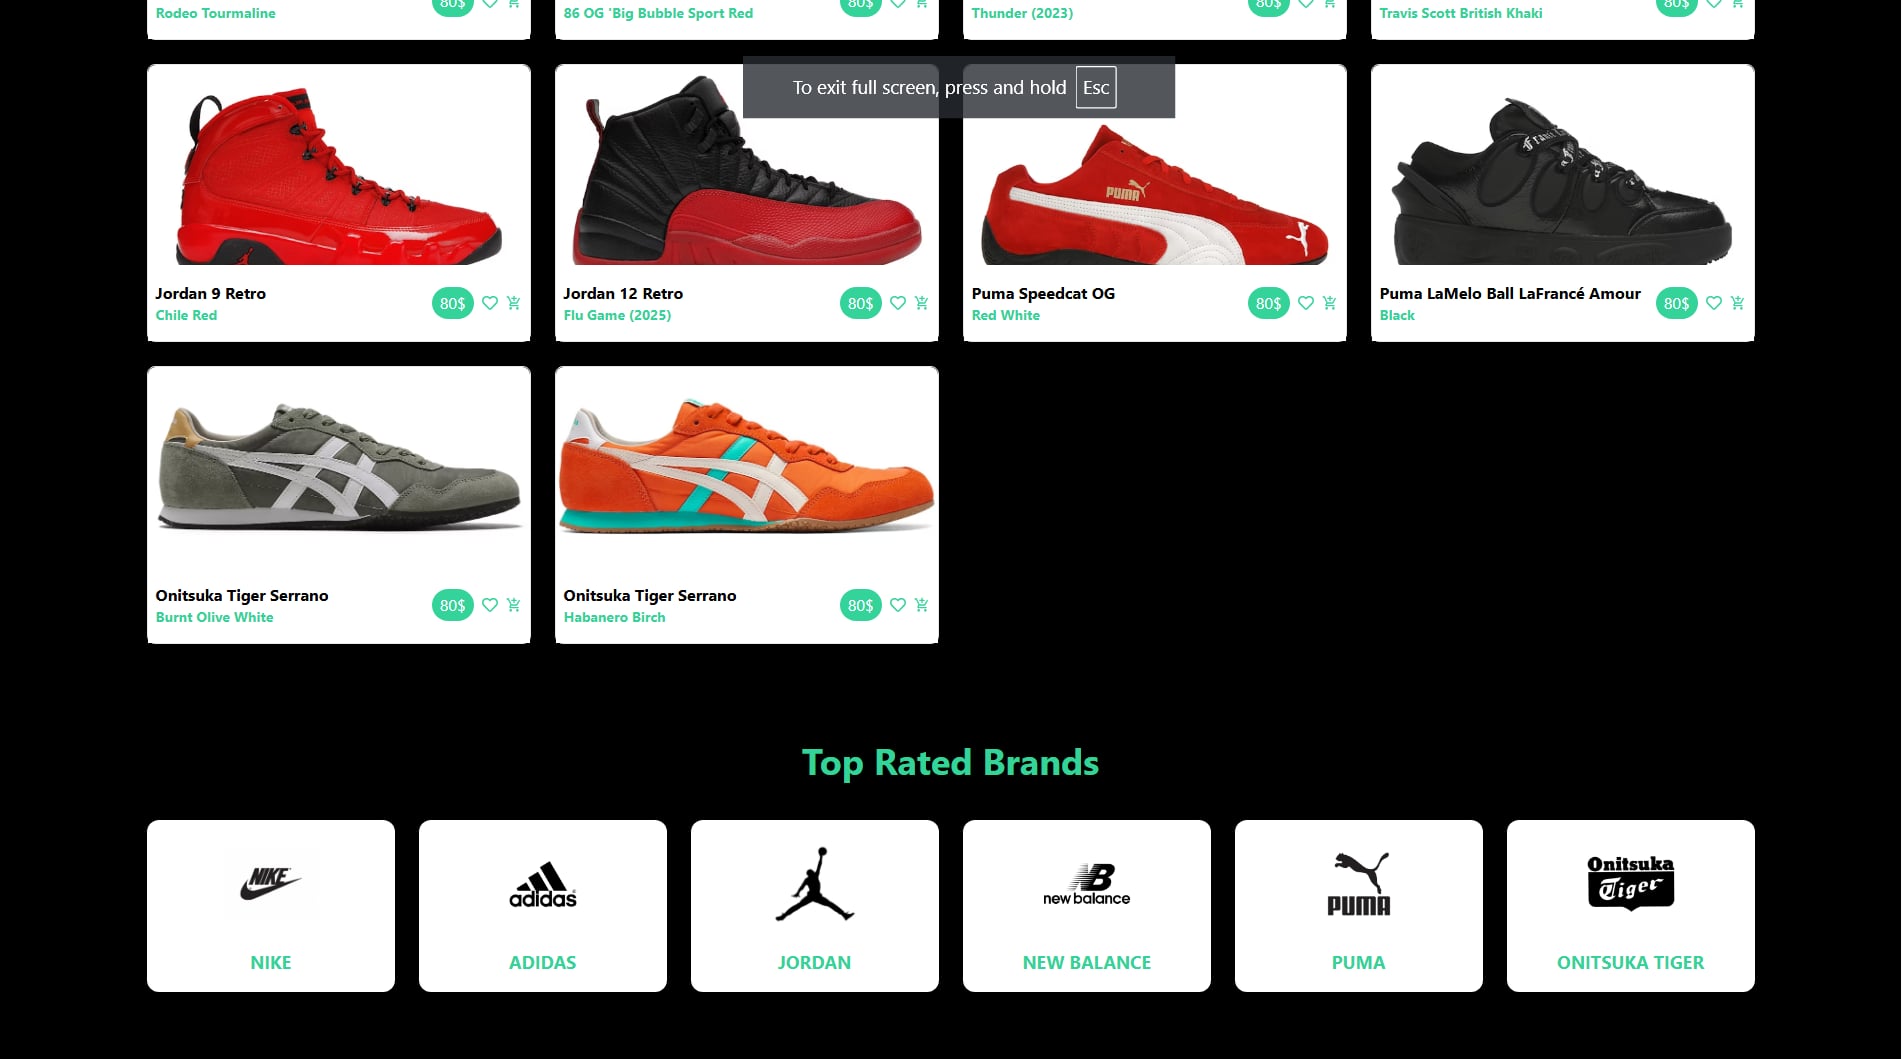 80$ 80$ 80$ 80$
Rodeo Tourmaline
86 OG 'Big Bubble Sport Red
Thunder (2023)
Travis Scott British Khaki
To exit full screen, press and hold Esc
PUMA
Jordan 9 Retro
Chile Red
80$
Jordan 12 Retro
Flu Game (2025)
80$
Puma Speedcat OG
Red White
80$
Puma LaMelo Ball LaFrancé Amour
Black
80$
Onitsuka Tiger Serrano
Burnt Olive White
80$
Onitsuka Tiger Serrano
Habanero Birch
80$
Top Rated Brands
NIKE
NIKE
adidas
ADIDAS
JORDAN
NB
new balance
NEW BALANCE
PUMA
PUMA
Onitsuka
Tiger
ONITSUKA TIGER